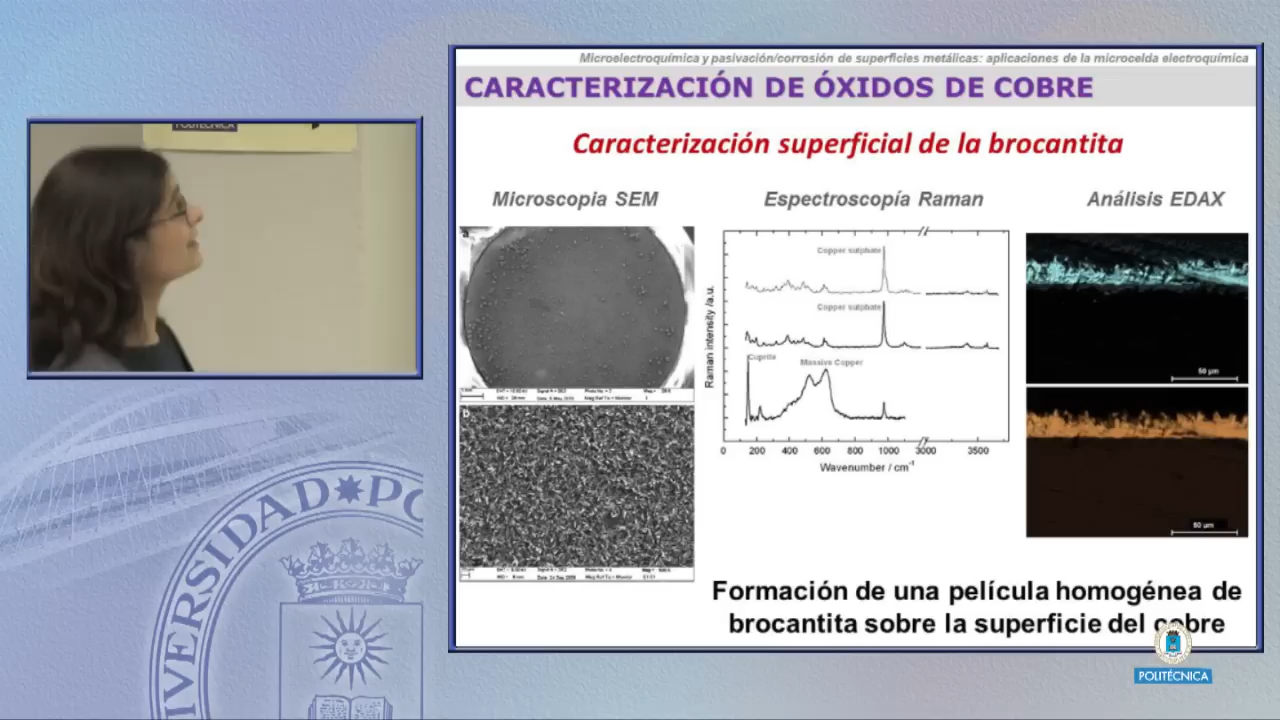 POLITÉCNICA
Microelectroquímica y pasivación/corrosión de superficies metálicas: aplicaciones de la microcelda electroquímica
CARACTERIZACIÓN DE ÓXIDOS DE COBRE
Caracterización superficial de la brocantita
Microscopia SEM
Espectroscopía Raman
Análisis EDAX
a
b
Copper sulphate
Copper sulphate
Cuprite
Massive Copper
Raman intensity /a.u.
0 200 400 600 800 1000 3000 3500
Wavenumber / cm-1
50 µm
50 µm
Formación de una película homogénea de
brocantita sobre la superficie del cobre
VERSIDAD PO
POLITÉCNICA